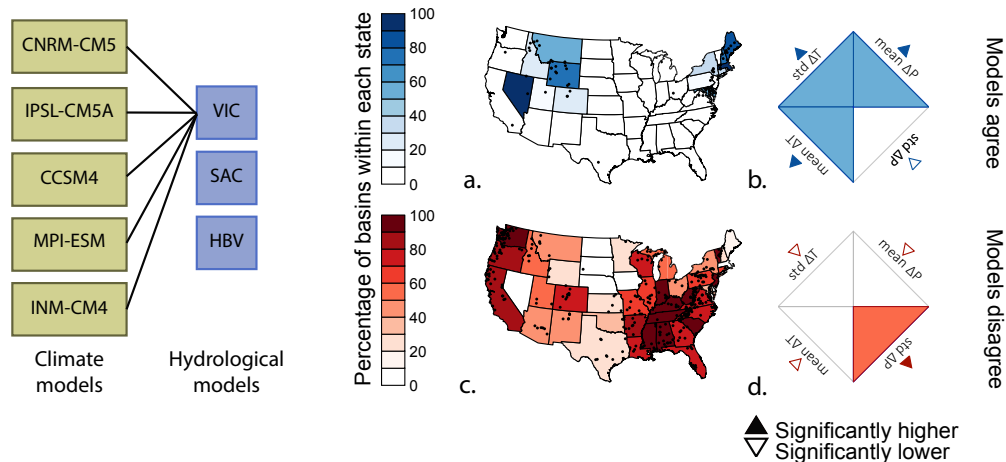 CNRM-CM5
IPSL-CM5A
CCSM4
MPI-ESM
INM-CM4
Climate
models
VIC
SAC
HBV
Hydrological
models
Percentage of basins within each state
100
80
60
40
20
0
a.
std ΔT
mean ΔP
mean ΔT
std ΔP
b.
Models agree
100
80
60
40
20
0
c.
std ΔT
mean ΔP
mean ΔT
std ΔP
d.
Models disagree
Significantly higher
Significantly lower